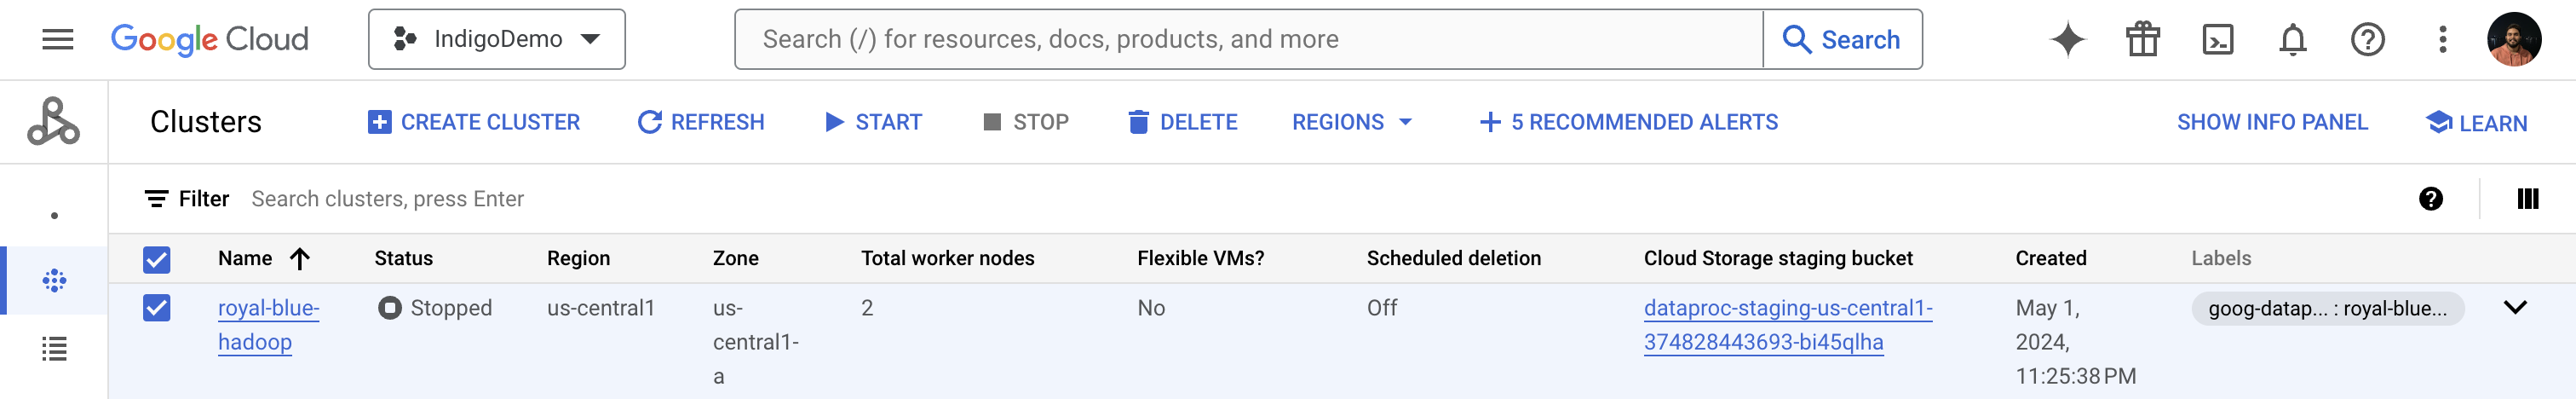 Google Cloud
IndigoDemo
Search (/) for resources, docs, products, and more
Search
Clusters
CREATE CLUSTER
REFRESH
START
STOP
DELETE
REGIONS
5 RECOMMENDED ALERTS
SHOW INFO PANEL
LEARN
Filter
Search clusters, press Enter
Name
Status
Region
Zone
Total worker nodes
Flexible VMs?
Scheduled deletion
Cloud Storage staging bucket
Created
Labels
royal-blue-
hadoop
Stopped
us-central1
us-
central1-
a
2
No
Off
dataproc-staging-us-central1-
374828443693-bi45qlha
May 1,
2024,
11:25:38 PM
goog-datap... : royal-blue...